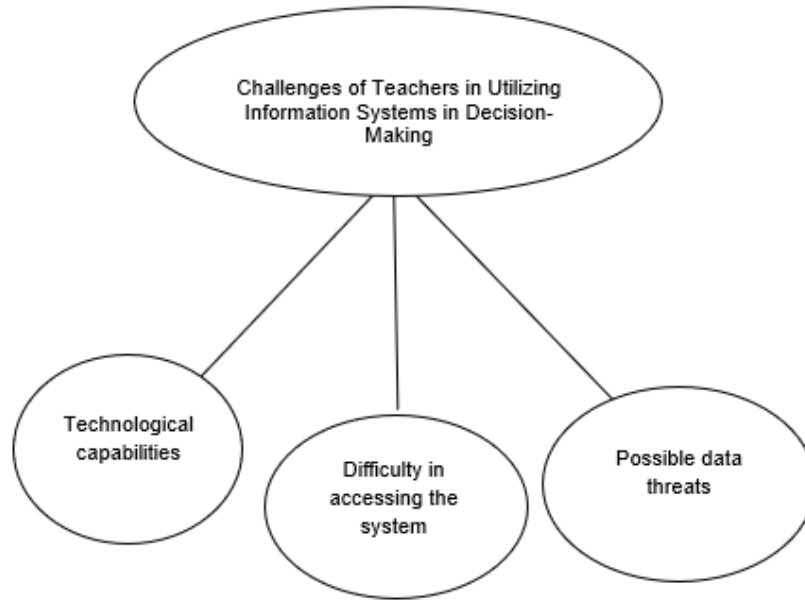 Challenges of Teachers in Utilizing
Information Systems in Decision-
Making
Technological
capabilities
Difficulty in
accessing the
system
Possible data
threats